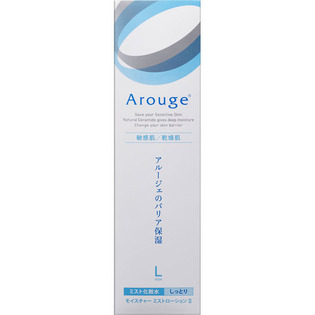 Arouge®
Save your Sensitive Skin
Natural Ceramide gives deep moisture
Change your skin barrier
敏感肌／乾燥肌
アルージェのバリア保湿
L
ミスト化粧水 しっとり
モイスチャー ミストローション Ⅱ